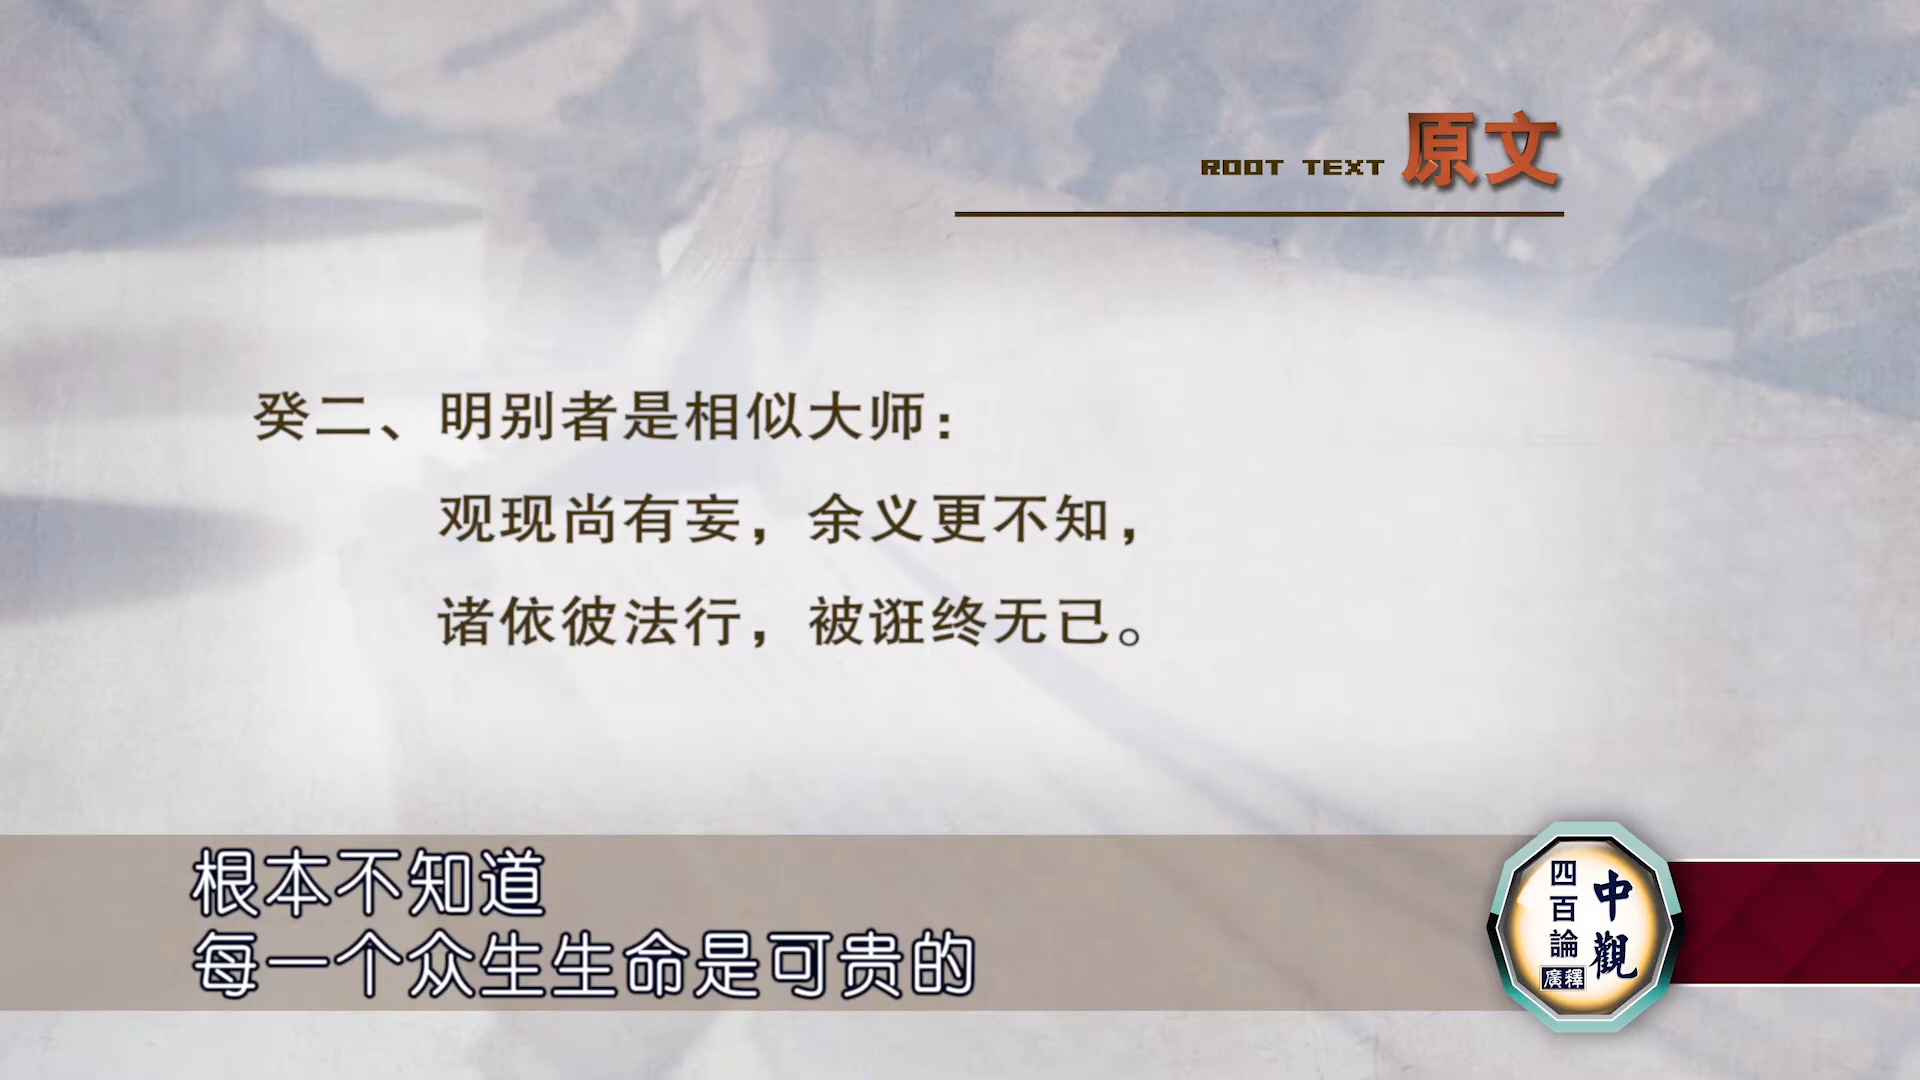 ROOT TEXT 原文
癸二、明别者是相似大师：
观现尚有妄，余义更不知，
诸依彼法行，被诳终无已。
根本不知道
每一个众生生命是可贵的
中觀
四百論
廣釋